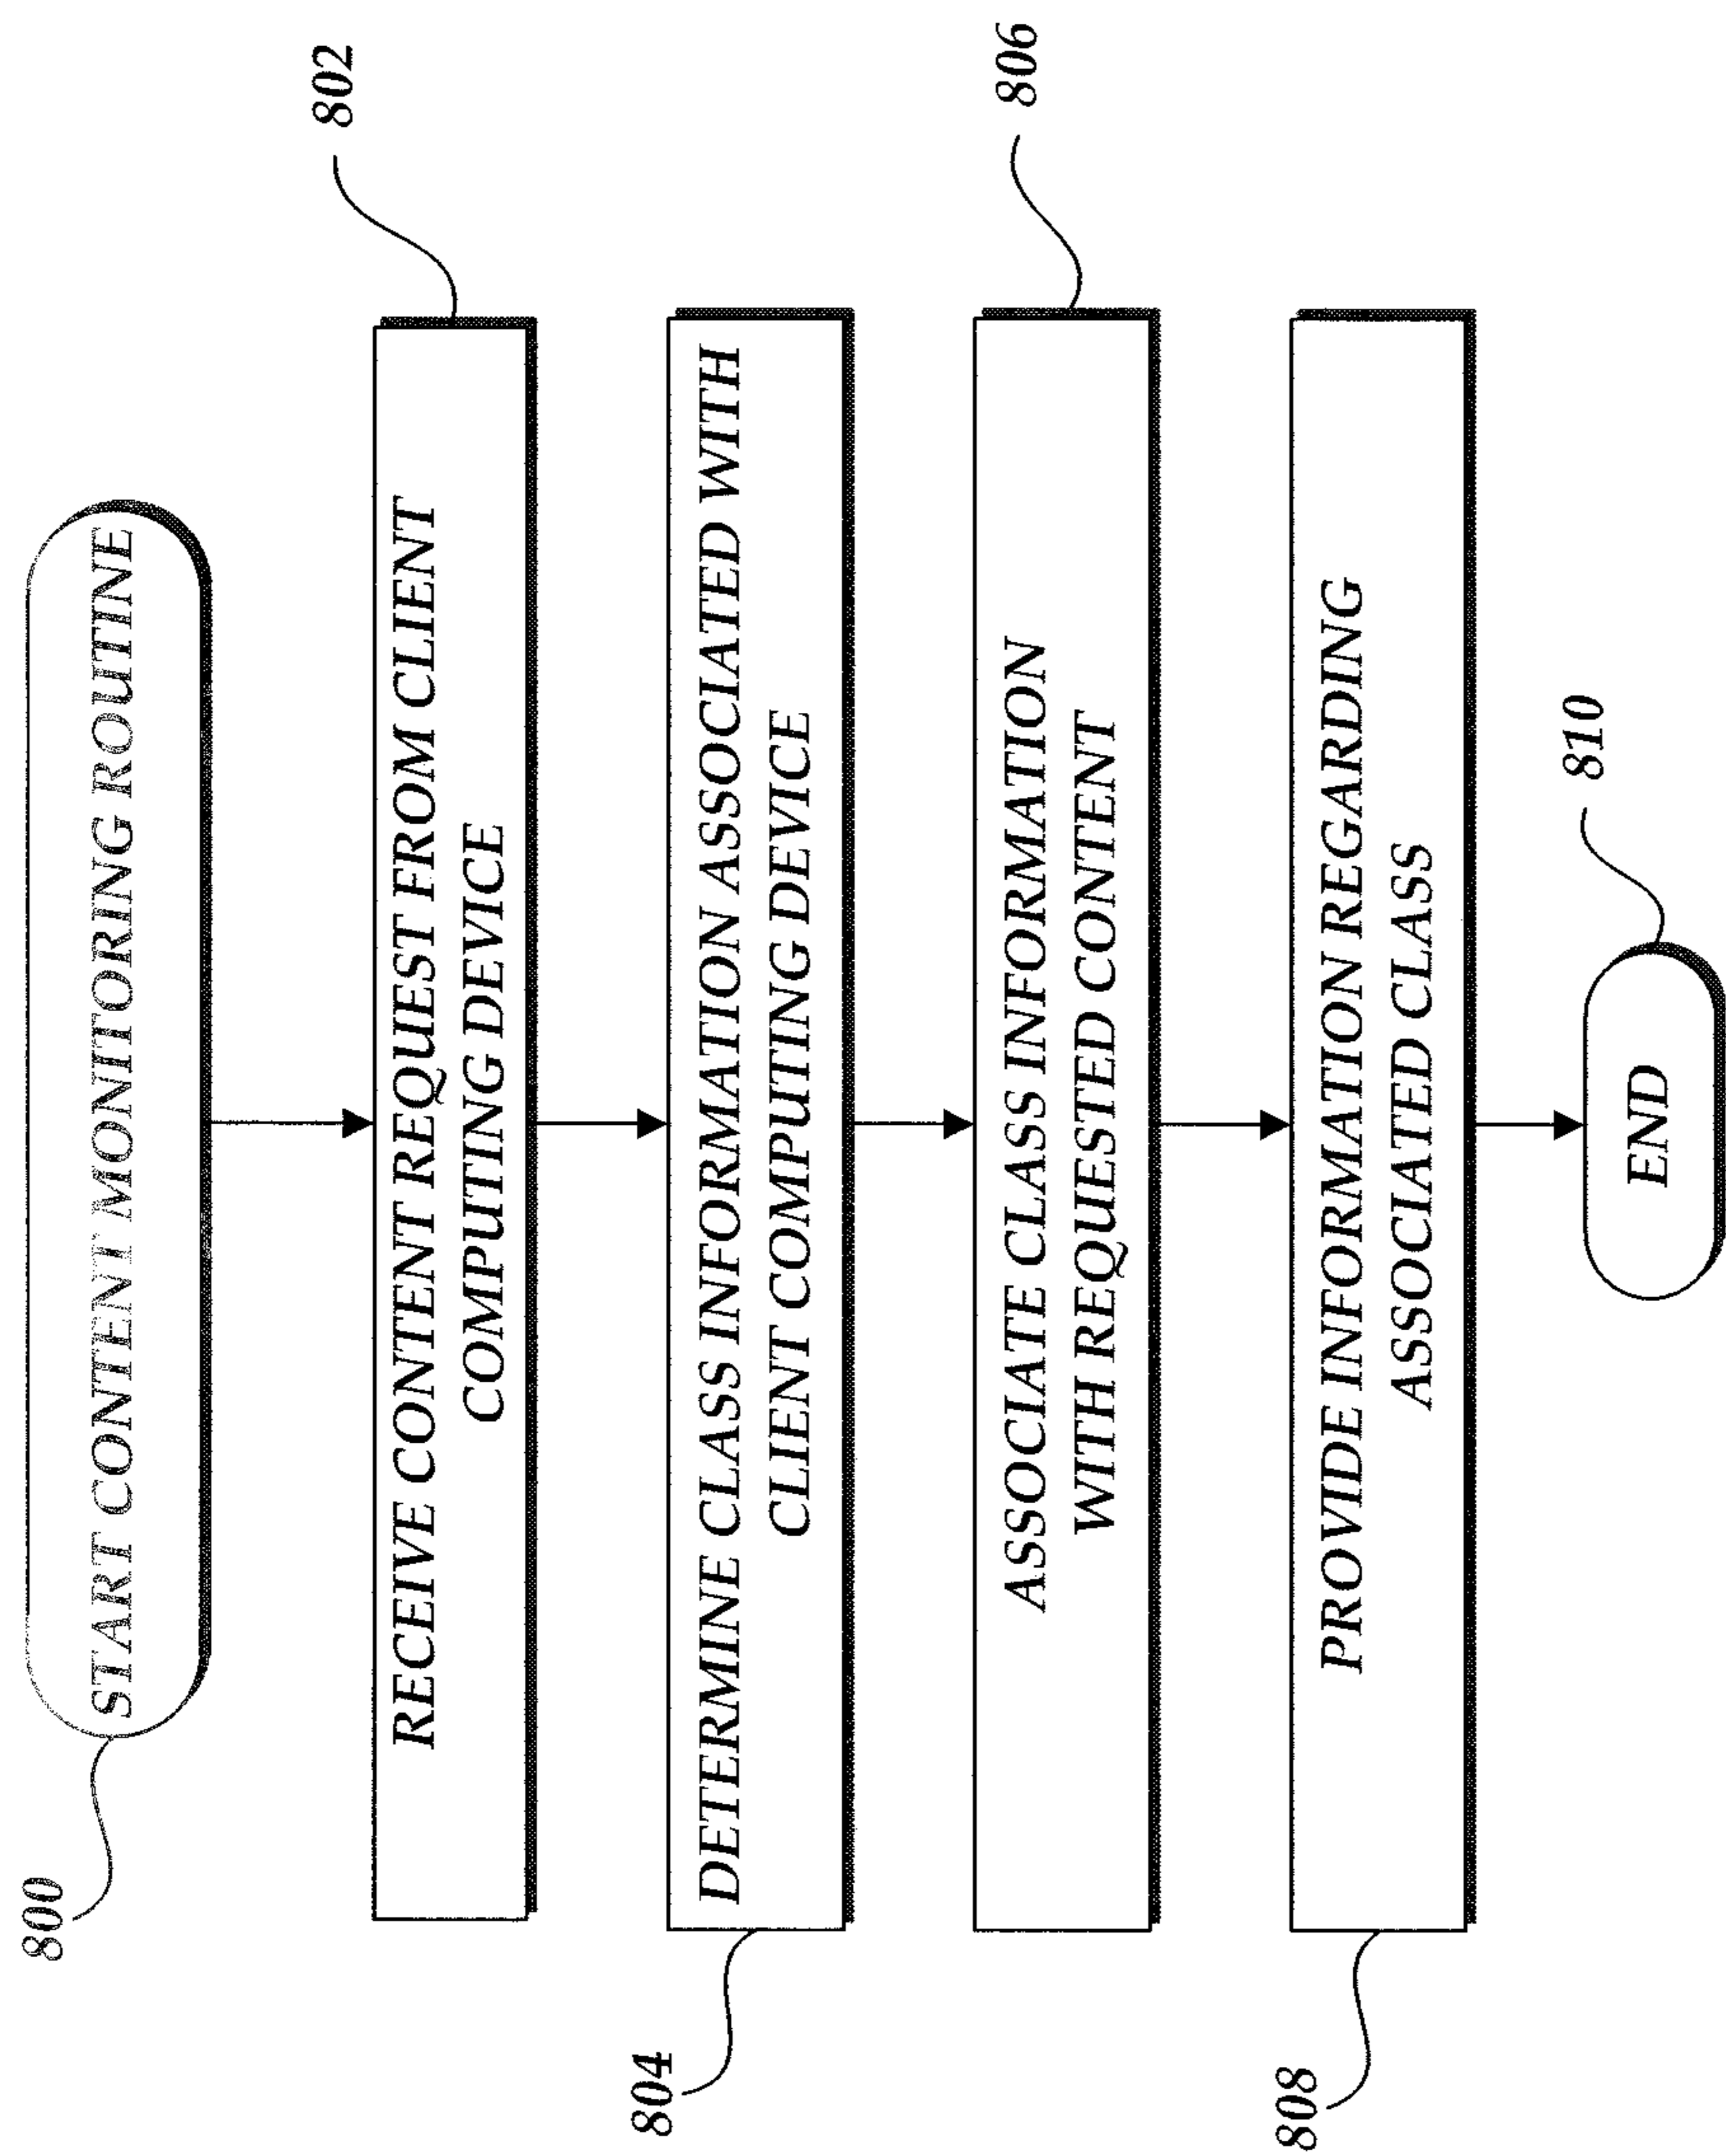 800
START CONTENT MONITORING ROUTINE
802
RECEIVE CONTENT REQUEST FROM CLIENT
COMPUTING DEVICE
804
DETERMINE CLASS INFORMATION ASSOCIATED WITH
CLIENT COMPUTING DEVICE
806
ASSOCIATE CLASS INFORMATION
WITH REQUESTED CONTENT
808
PROVIDE INFORMATION REGARDING
ASSOCIATED CLASS
810
END